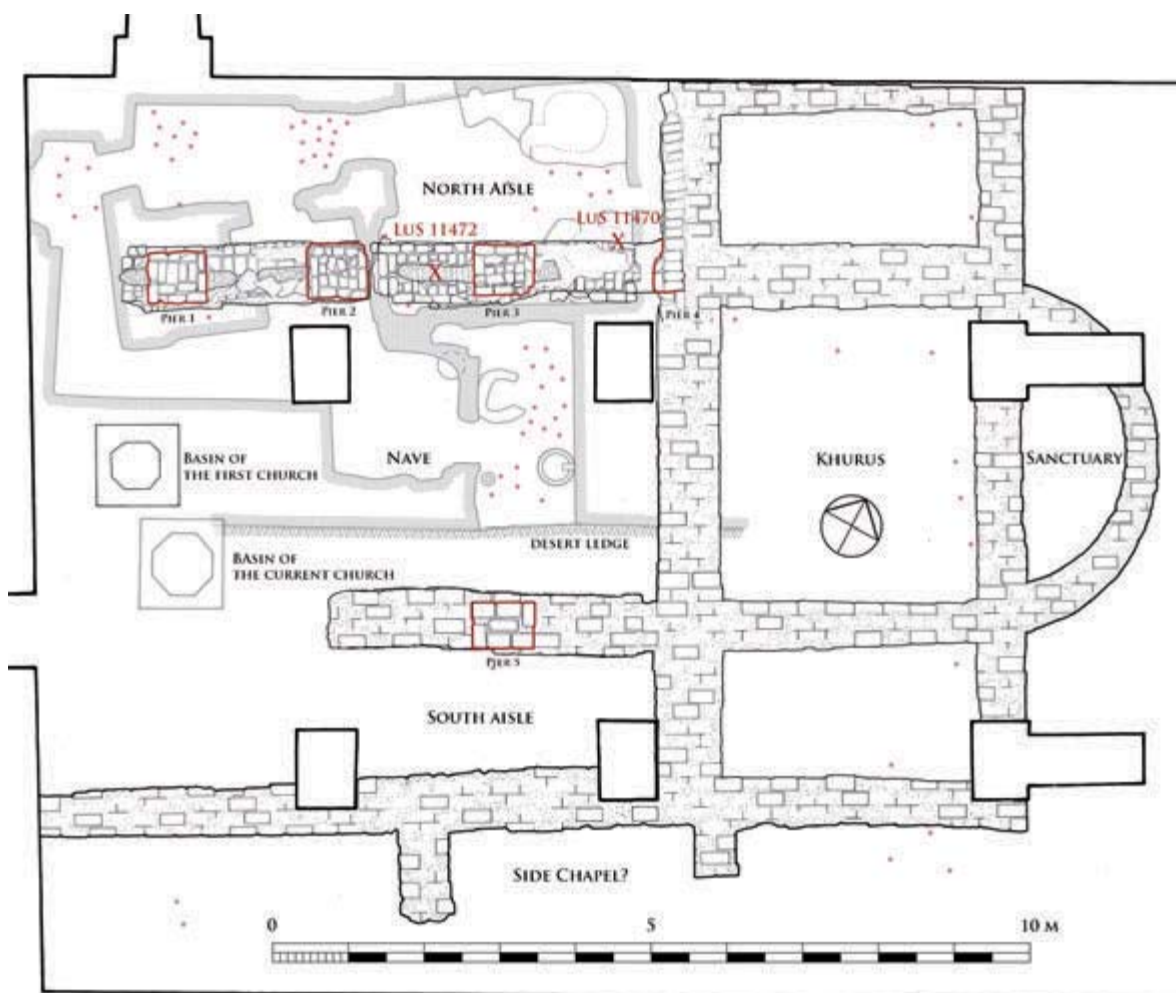 North Aisle
LuS 11470
LuS 11472
Pier 1
Pier 2
Pier 3
Pier 4
Basin of
the first church
Nave
Khurus
Sanctuary
desert ledge
Basin of
the current church
Pier 5
South aisle
Side Chapel?
0
5
10 m